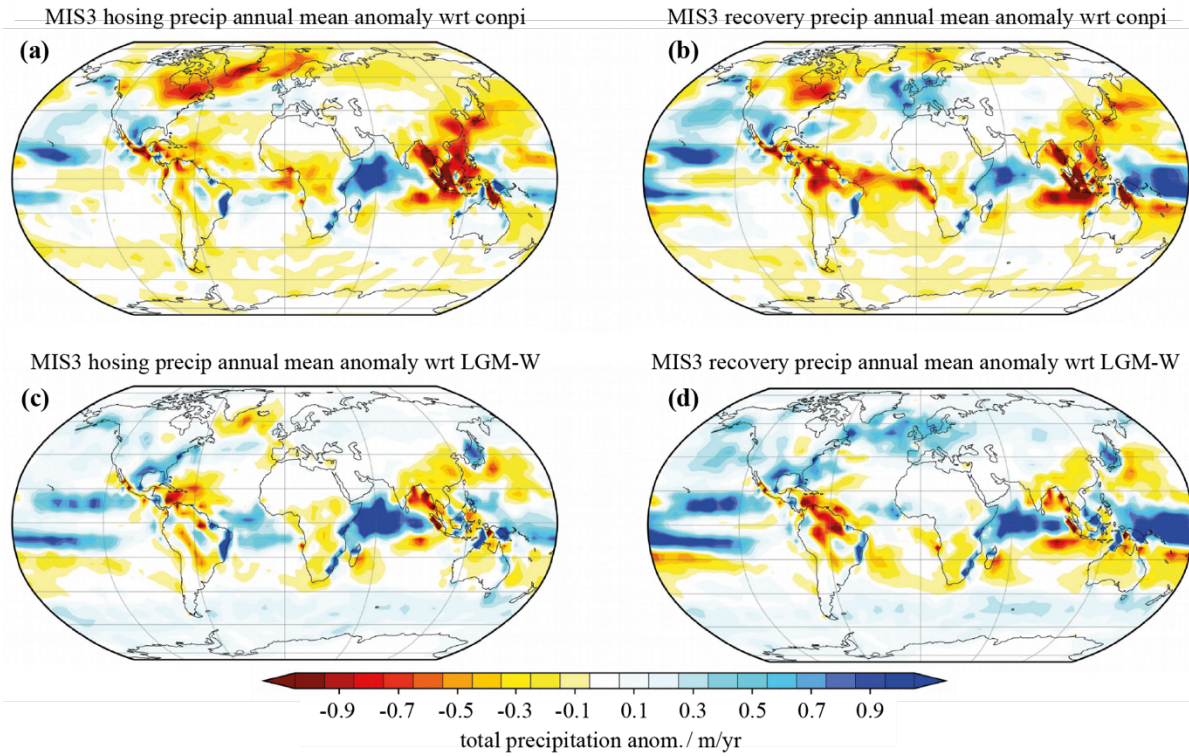 MIS3 hosing precip annual mean anomaly wrt conpi
MIS3 recovery precip annual mean anomaly wrt conpi
(a)
(b)
MIS3 hosing precip annual mean anomaly wrt LGM-W
MIS3 recovery precip annual mean anomaly wrt LGM-W
(c)
(d)
-0.9 -0.7 -0.5 -0.3 -0.1 0.1 0.3 0.5 0.7 0.9
total precipitation anom. / m/yr